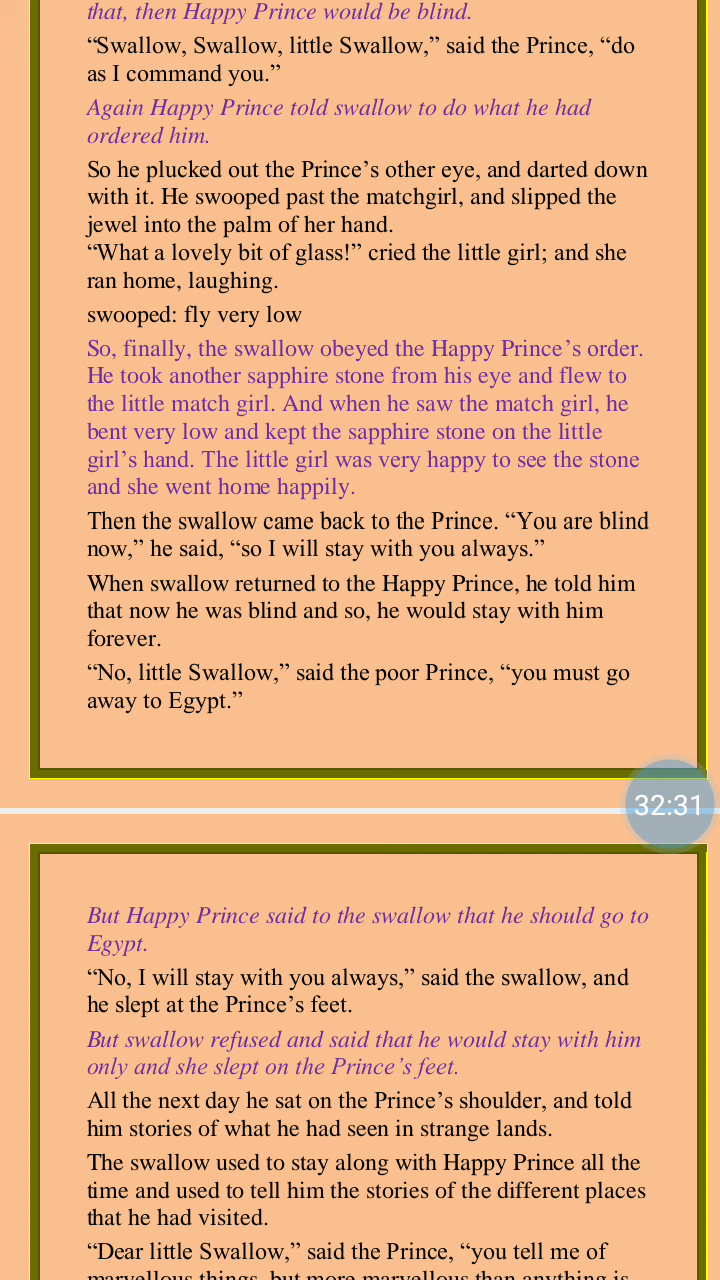 that, then Happy Prince would be blind.
“Swallow, Swallow, little Swallow,” said the Prince, “do
as I command you.”
Again Happy Prince told swallow to do what he had
ordered him.
So he plucked out the Prince’s other eye, and darted down
with it. He swooped past the matchgirl, and slipped the
jewel into the palm of her hand.
“What a lovely bit of glass!” cried the little girl; and she
ran home, laughing.
swooped: fly very low
So, finally, the swallow obeyed the Happy Prince’s order.
He took another sapphire stone from his eye and flew to
the little match girl. And when he saw the match girl, he
bent very low and kept the sapphire stone on the little
girl’s hand. The little girl was very happy to see the stone
and she went home happily.
Then the swallow came back to the Prince. “You are blind
now,” he said, “so I will stay with you always.”
When swallow returned to the Happy Prince, he told him
that now he was blind and so, he would stay with him
forever.
“No, little Swallow,” said the poor Prince, “you must go
away to Egypt.”
32:31
But Happy Prince said to the swallow that he should go to
Egypt.
“No, I will stay with you always,” said the swallow, and
he slept at the Prince’s feet.
But swallow refused and said that he would stay with him
only and she slept on the Prince’s feet.
All the next day he sat on the Prince’s shoulder, and told
him stories of what he had seen in strange lands.
The swallow used to stay along with Happy Prince all the
time and used to tell him the stories of the different places
that he had visited.
“Dear little Swallow,” said the Prince, “you tell me of
marvellous things, but more marvellous than anything is